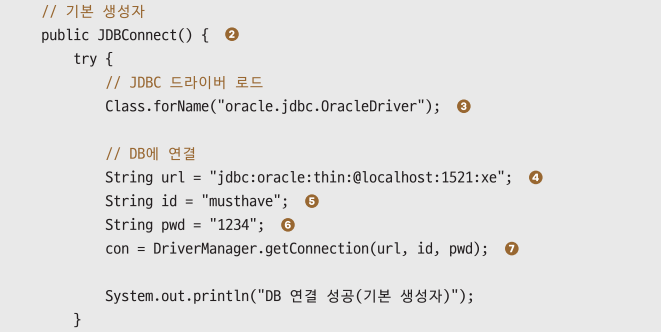 // 기본 생성자
public JDBConnect() { ❷
try {
// JDBC 드라이버 로드
Class.forName("oracle.jdbc.OracleDriver"); ❸
// DB에 연결
String url = "jdbc:oracle:thin:@localhost:1521:xe"; ❹
String id = "musthave"; ❺
String pwd = "1234"; ❻
con = DriverManager.getConnection(url, id, pwd); ❼
System.out.println("DB 연결 성공(기본 생성자)");
}